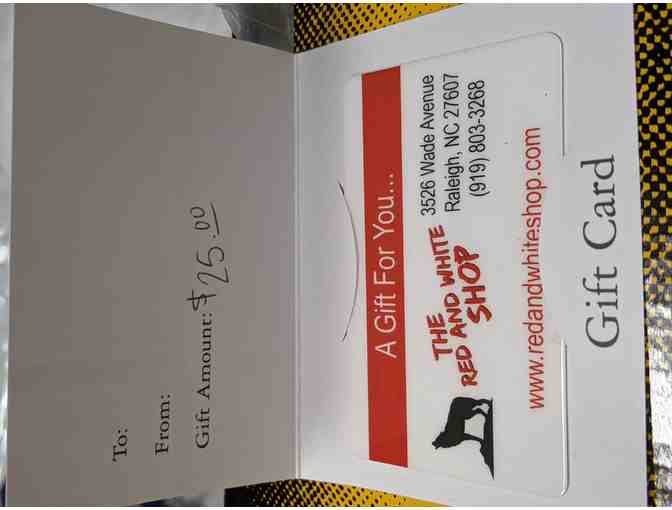 To:
From:
Gift Amount: $25.00
A Gift For You...
THE
RED AND WHITE
SHOP
3526 Wade Avenue
Raleigh, NC 27607
(919) 803-3268
www.redandwhiteshop.com
Gift Card